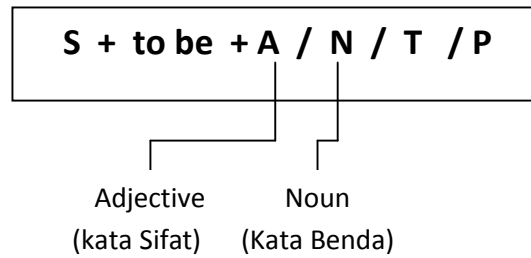 S + to be + A / N / T / P
Adjective Noun
(kata Sifat) (Kata Benda)